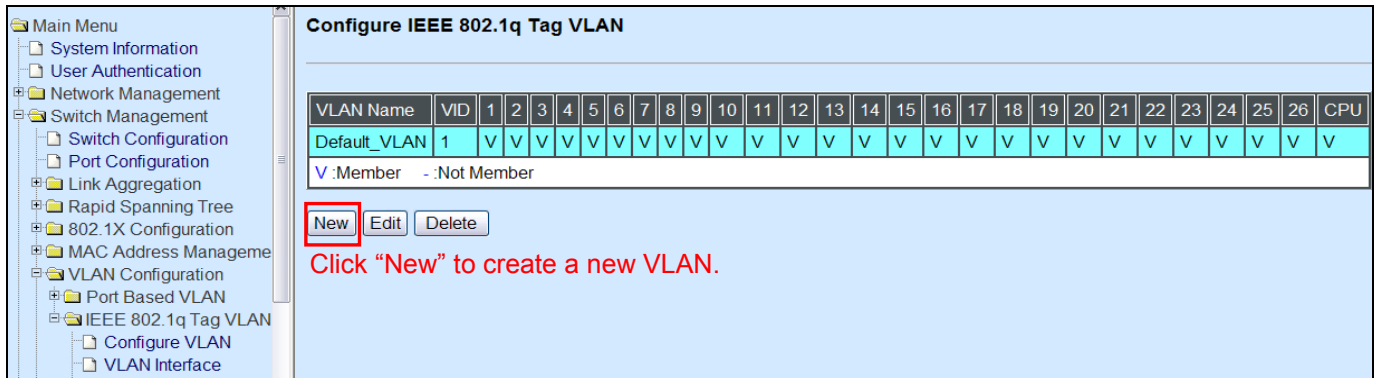 Main Menu
System Information
User Authentication
Network Management
Switch Management
Switch Configuration
Port Configuration
Link Aggregation
Rapid Spanning Tree
802.1X Configuration
MAC Address Manageme
VLAN Configuration
Port Based VLAN
IEEE 802.1q Tag VLAN
Configure VLAN
VLAN Interface
Configure IEEE 802.1q Tag VLAN
VLAN Name VID 1 2 3 4 5 6 7 8 9 10 11 12 13 14 15 16 17 18 19 20 21 22 23 24 25 26 CPU
Default_VLAN 1 V V V V V V V V V V V V V V V V V V V V V V V V V V V
V :Member - :Not Member
New Edit Delete
Click “New” to create a new VLAN.